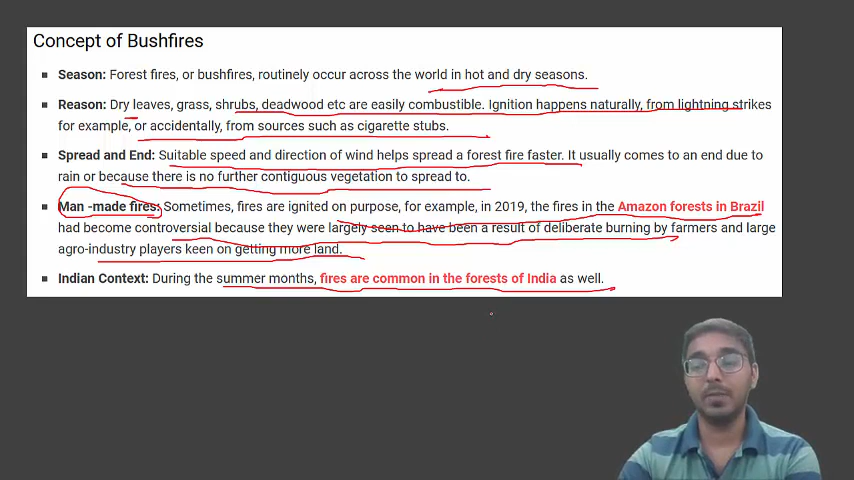 Concept of Bushfires
▪ Season: Forest fires, or bushfires, routinely occur across the world in hot and dry seasons.
▪ Reason: Dry leaves, grass, shrubs, deadwood etc are easily combustible. Ignition happens naturally, from lightning strikes
for example, or accidentally, from sources such as cigarette stubs.
▪ Spread and End: Suitable speed and direction of wind helps spread a forest fire faster. It usually comes to an end due to
rain or because there is no further contiguous vegetation to spread to.
▪ Man -made fires: Sometimes, fires are ignited on purpose, for example, in 2019, the fires in the Amazon forests in Brazil
had become controversial because they were largely seen to have been a result of deliberate burning by farmers and large
agro-industry players keen on getting more land.
▪ Indian Context: During the summer months, fires are common in the forests of India as well.